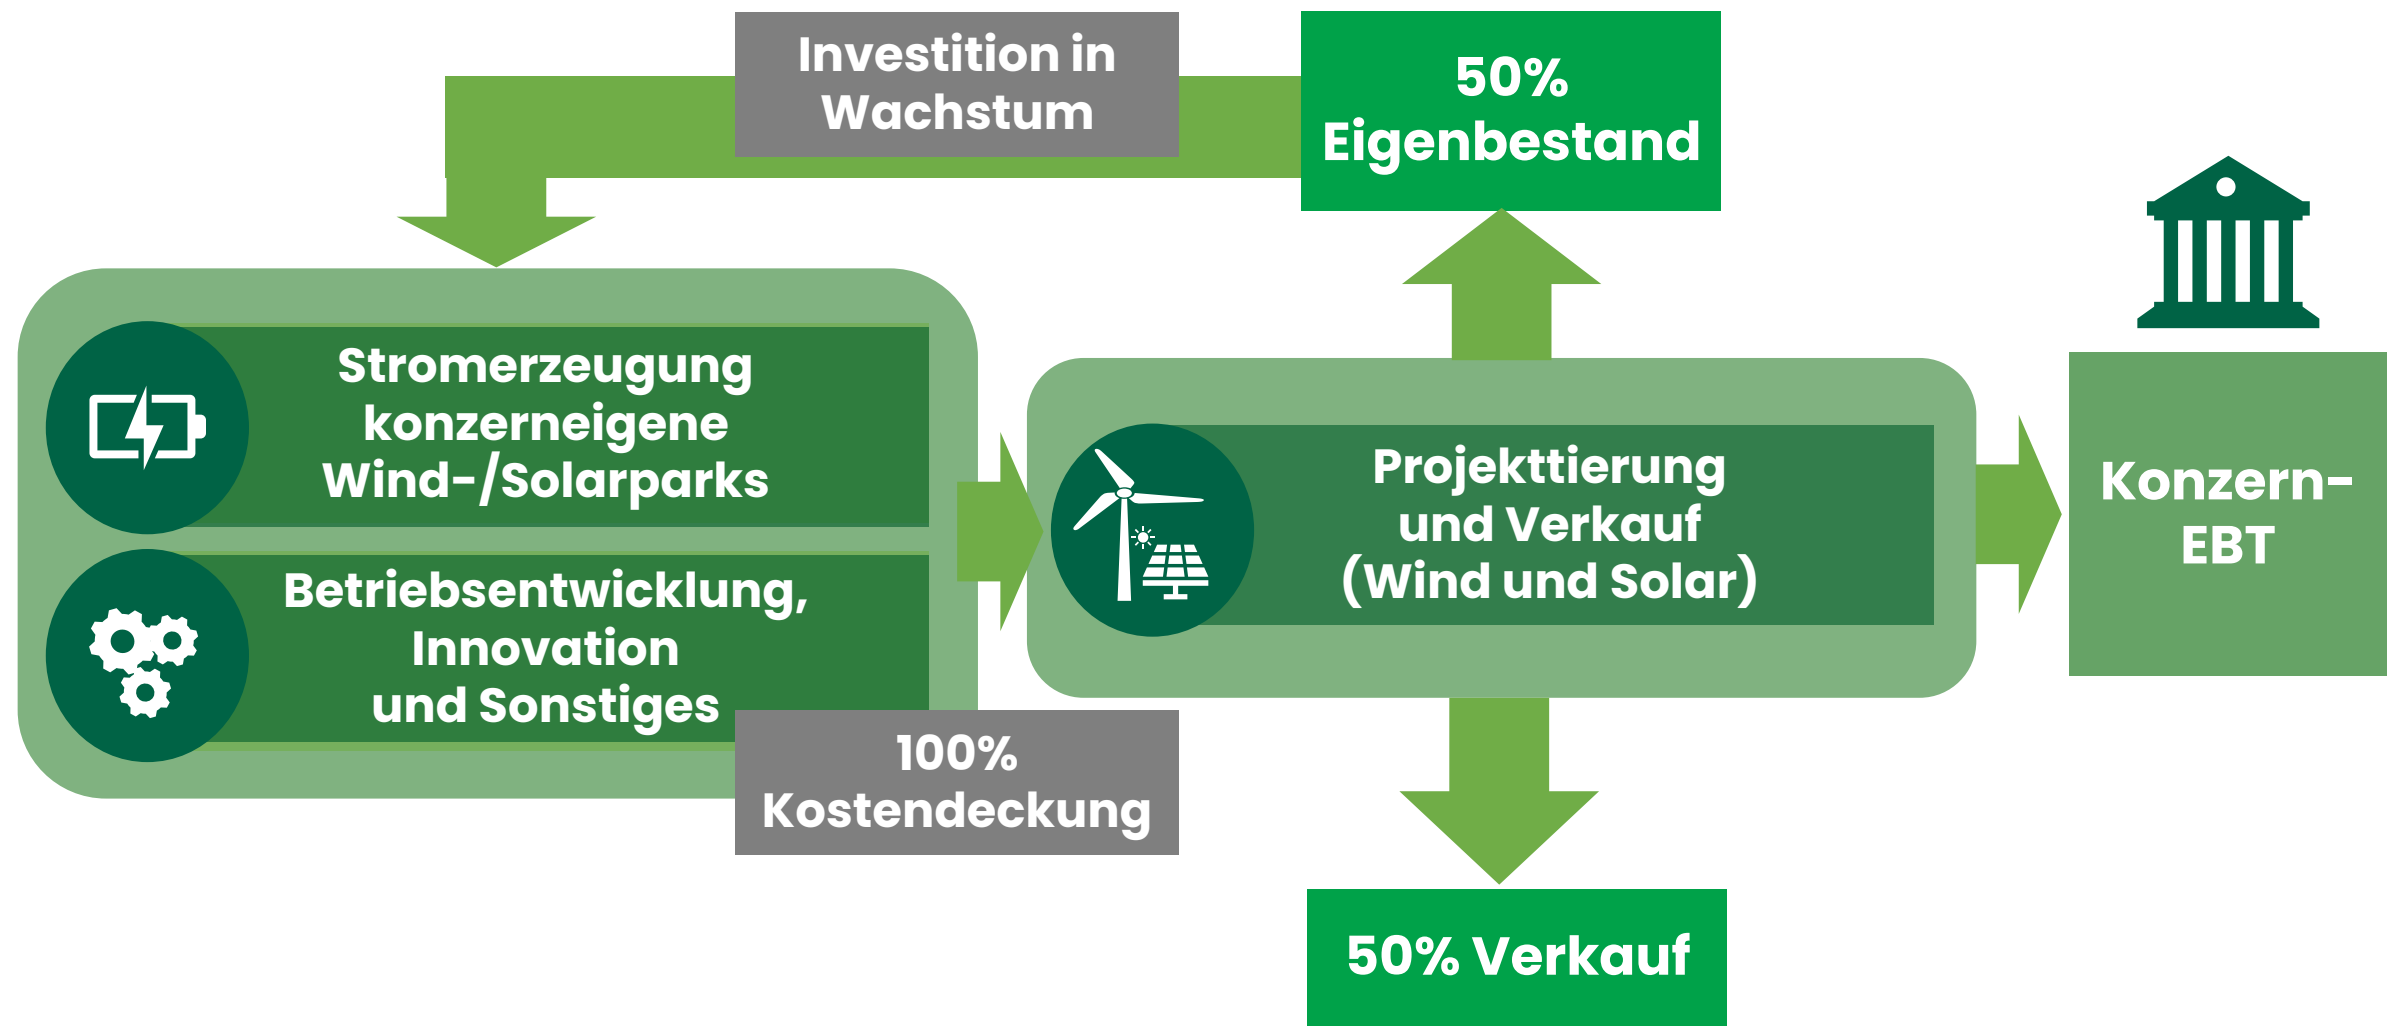 Investition in
Wachstum
50%
Eigenbestand
Stromerzeugung
konzerneigene
Wind-/Solarparks
Betriebsentwicklung,
Innovation
und Sonstiges
100%
Kostendeckung
Projekttierung
und Verkauf
(Wind und Solar)
Konzern-
EBT
50% Verkauf